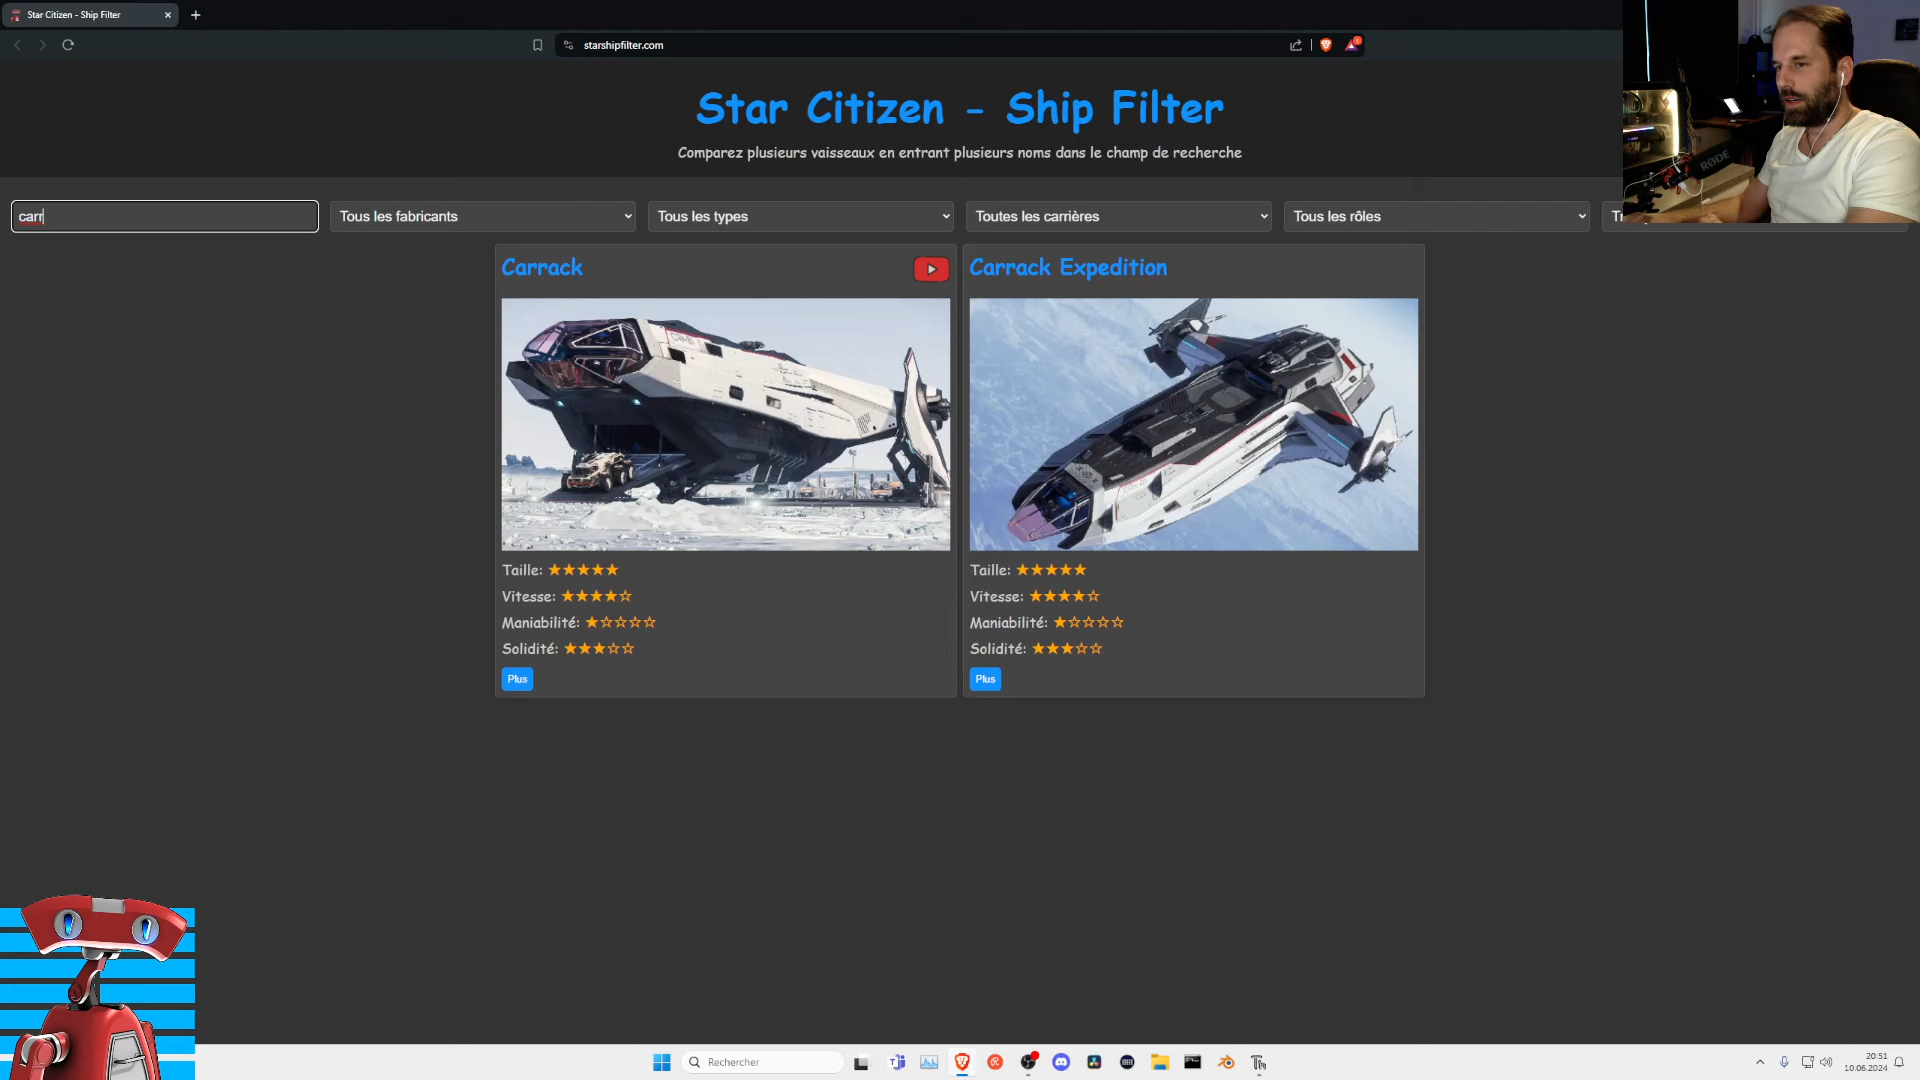 Star Citizen - Ship Filter
starshipfilter.com
1
Star Citizen - Ship Filter
Comparez plusieurs vaisseaux en entrant plusieurs noms dans le champ de recherche
carr
Tous les fabricants
Tous les types
Toutes les carrières
Tous les rôles
RØDE
Carrack
Carrack Expedition
Taille: ★★★★★
Vitesse: ★★★★☆
Maniabilité: ★☆☆☆☆
Solidité: ★★★☆☆
Plus
Taille: ★★★★★
Vitesse: ★★★★☆
Maniabilité: ★☆☆☆☆
Solidité: ★★★☆☆
Plus
Rechercher
20:51
10.06.2024